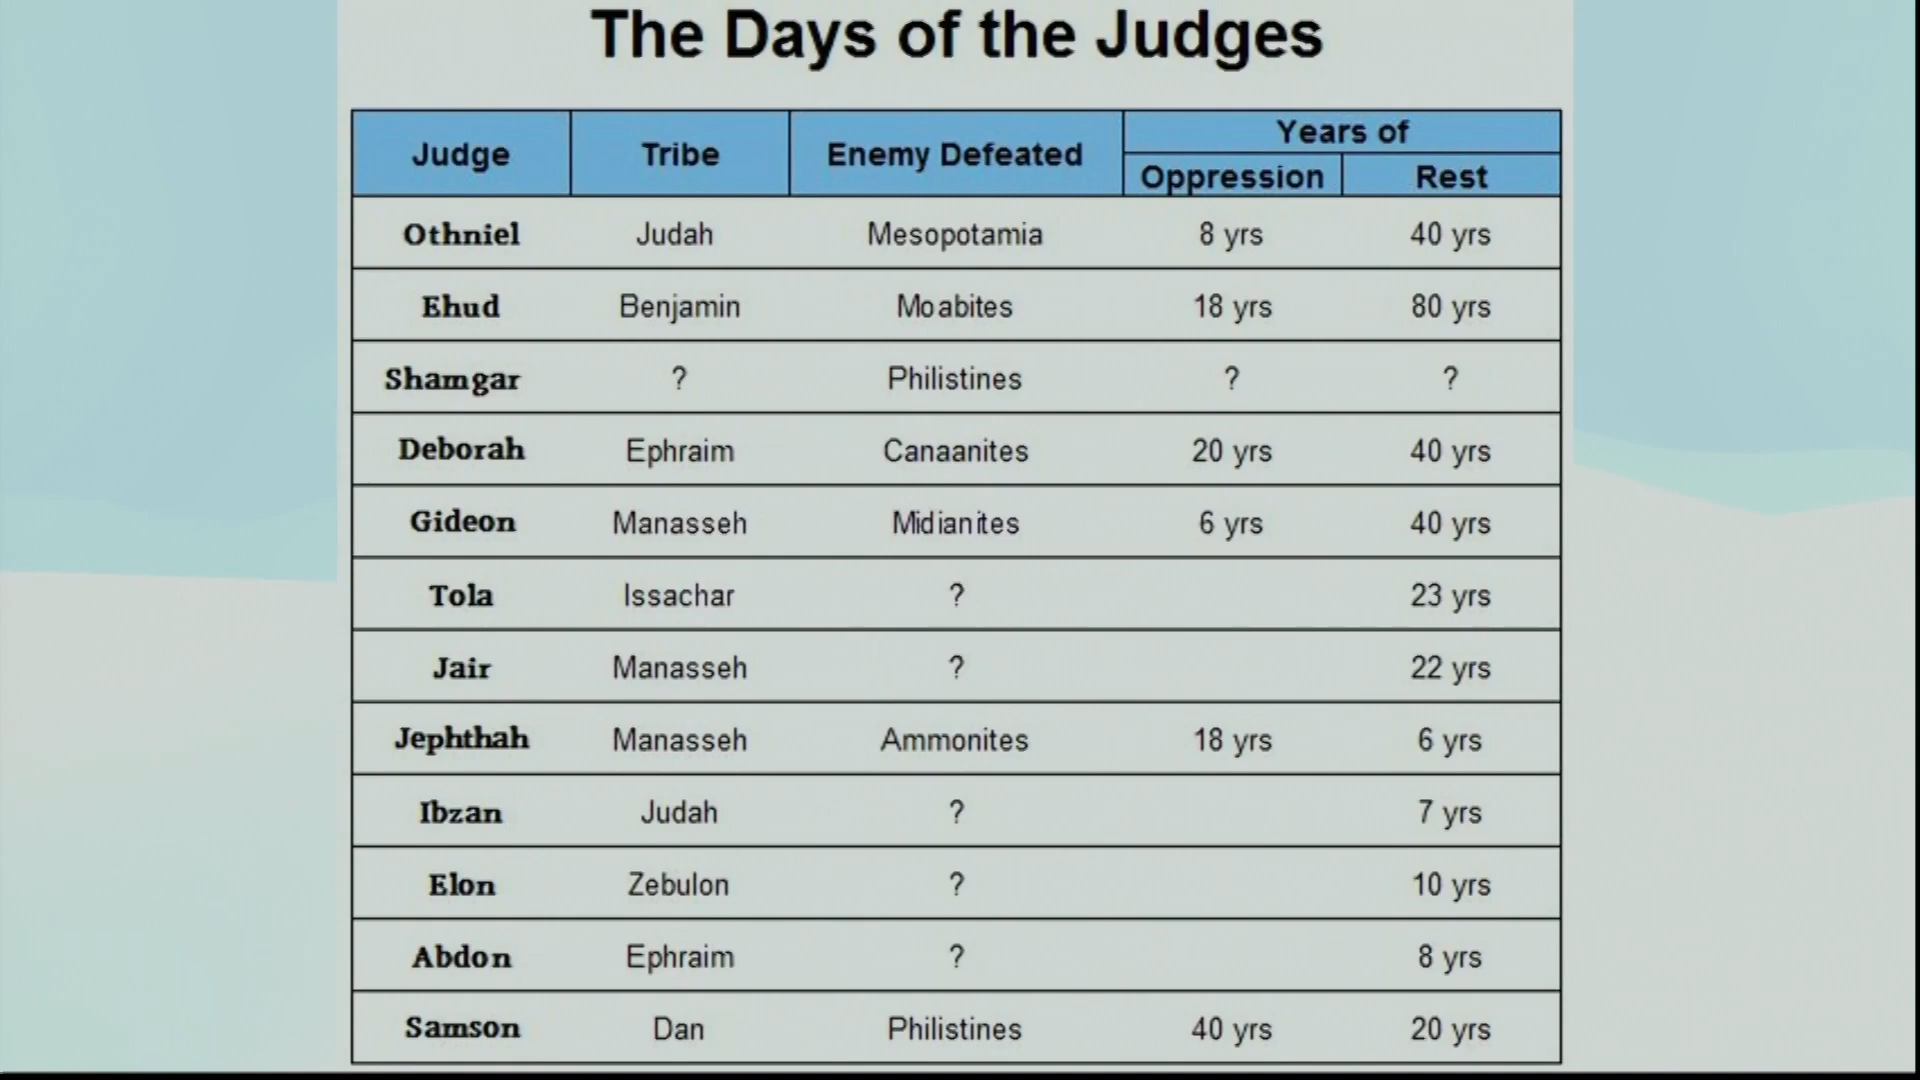 The Days of the Judges
Judge Tribe Enemy Defeated Years of
Oppression Rest
Othniel Judah Mesopotamia 8 yrs 40 yrs
Ehud Benjamin Moabites 18 yrs 80 yrs
Shamgar ? Philistines ? ?
Deborah Ephraim Canaanites 20 yrs 40 yrs
Gideon Manasseh Midianites 6 yrs 40 yrs
Tola Issachar ? 23 yrs
Jair Manasseh ? 22 yrs
Jephthah Manasseh Ammonites 18 yrs 6 yrs
Ibzan Judah ? 7 yrs
Elon Zebulon ? 10 yrs
Abdon Ephraim ? 8 yrs
Samson Dan Philistines 40 yrs 20 yrs